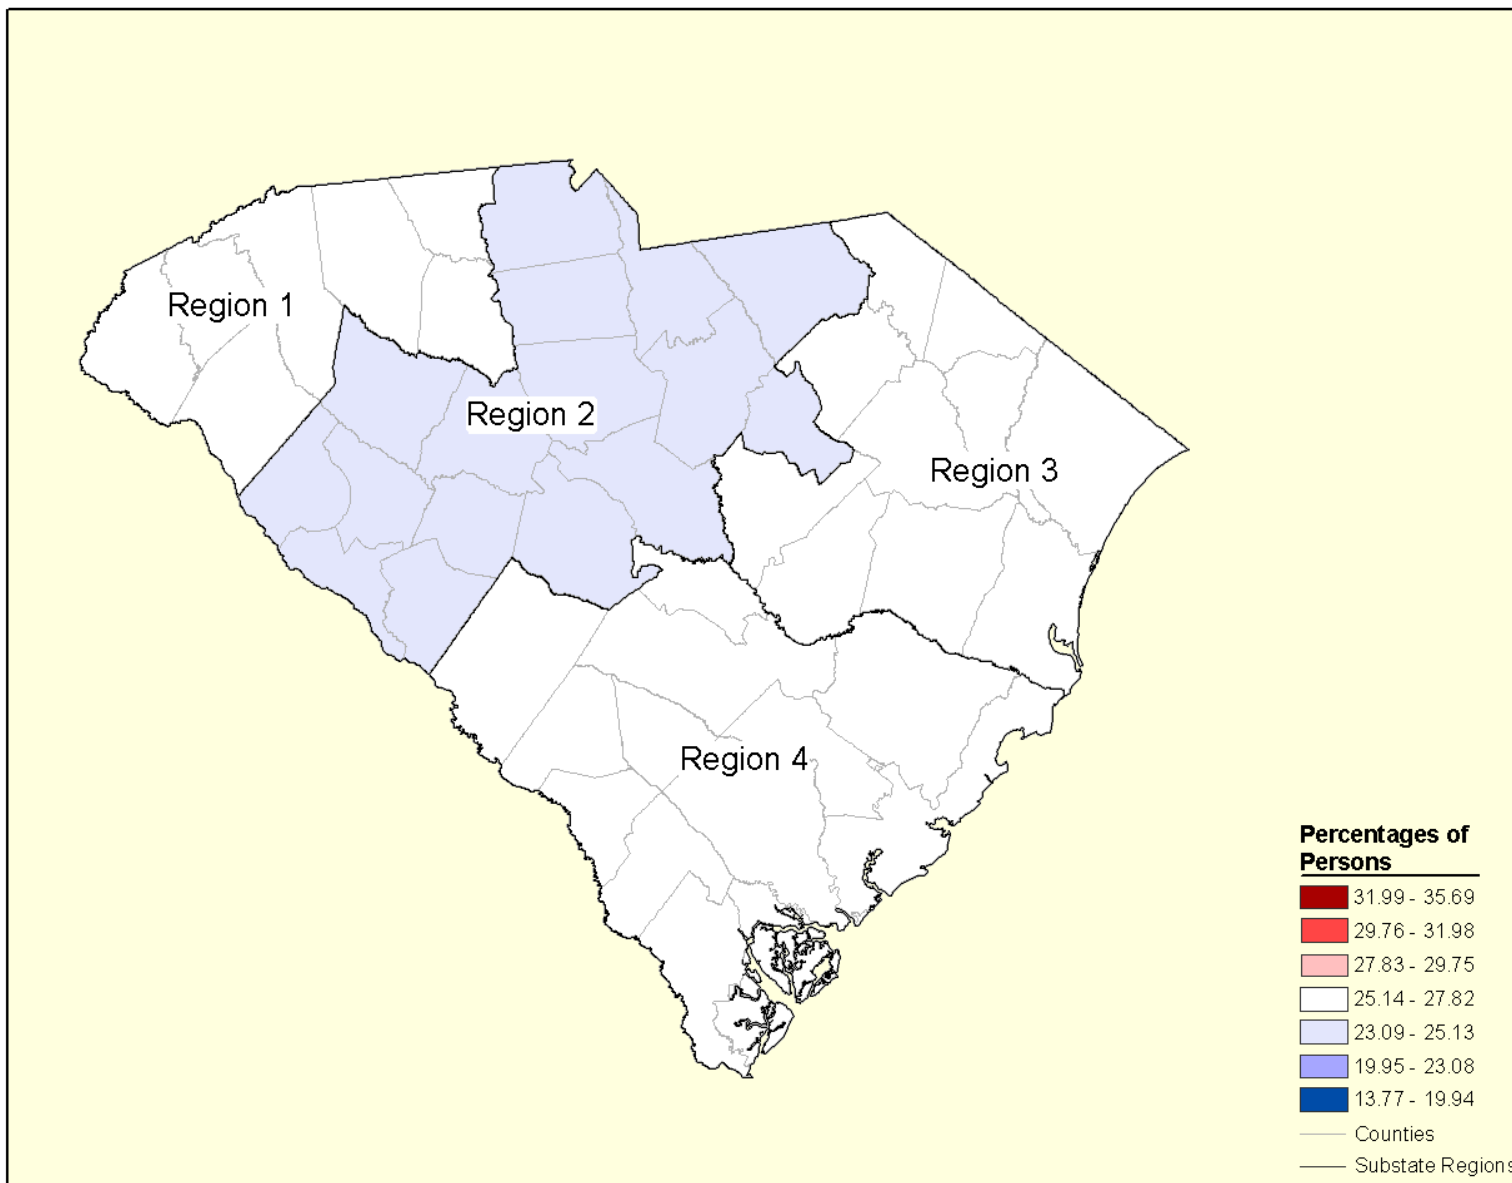 Region 1
Region 2
Region 3
Region 4
Percentages of
Persons
31.99 - 35.69
29.76 - 31.98
27.83 - 29.75
25.14 - 27.82
23.09 - 25.13
19.95 - 23.08
13.77 - 19.94
Counties
Substate Regions